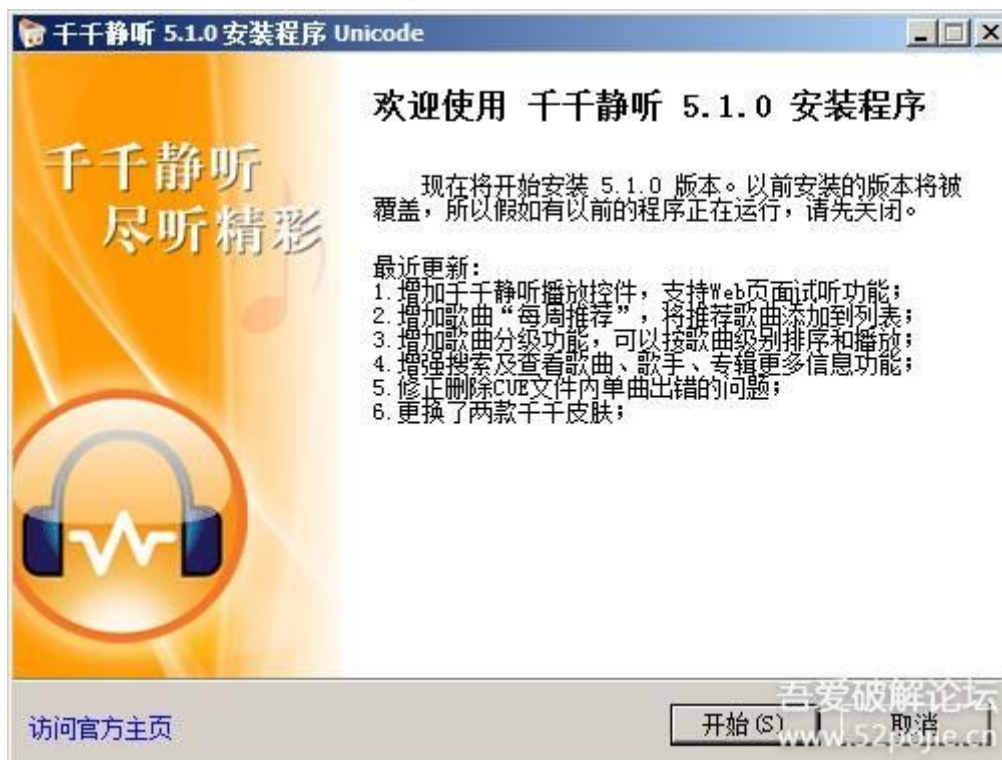 千千静听 5.1.0 安装程序 Unicode
千千静听
尽听精彩
欢迎使用 千千静听 5.1.0 安装程序
现在将开始安装 5.1.0 版本。以前安装的版本将被
覆盖，所以假如有以前的程序正在运行，请先关闭。
最近更新：
1.增加千千静听播放控件，支持Web页面试听功能；
2.增加歌曲“每周推荐”，将推荐歌曲添加到列表；
3.增加歌曲分级功能，可以按歌曲级别排序和播放；
4.增强搜索及查看歌曲、歌手、专辑更多信息功能；
5.修正删除CUE文件内单曲出错的问题；
6.更换了两款千千皮肤；
访问官方主页
开始(S)
取消
吾爱破解论坛
www.52pojie.cn